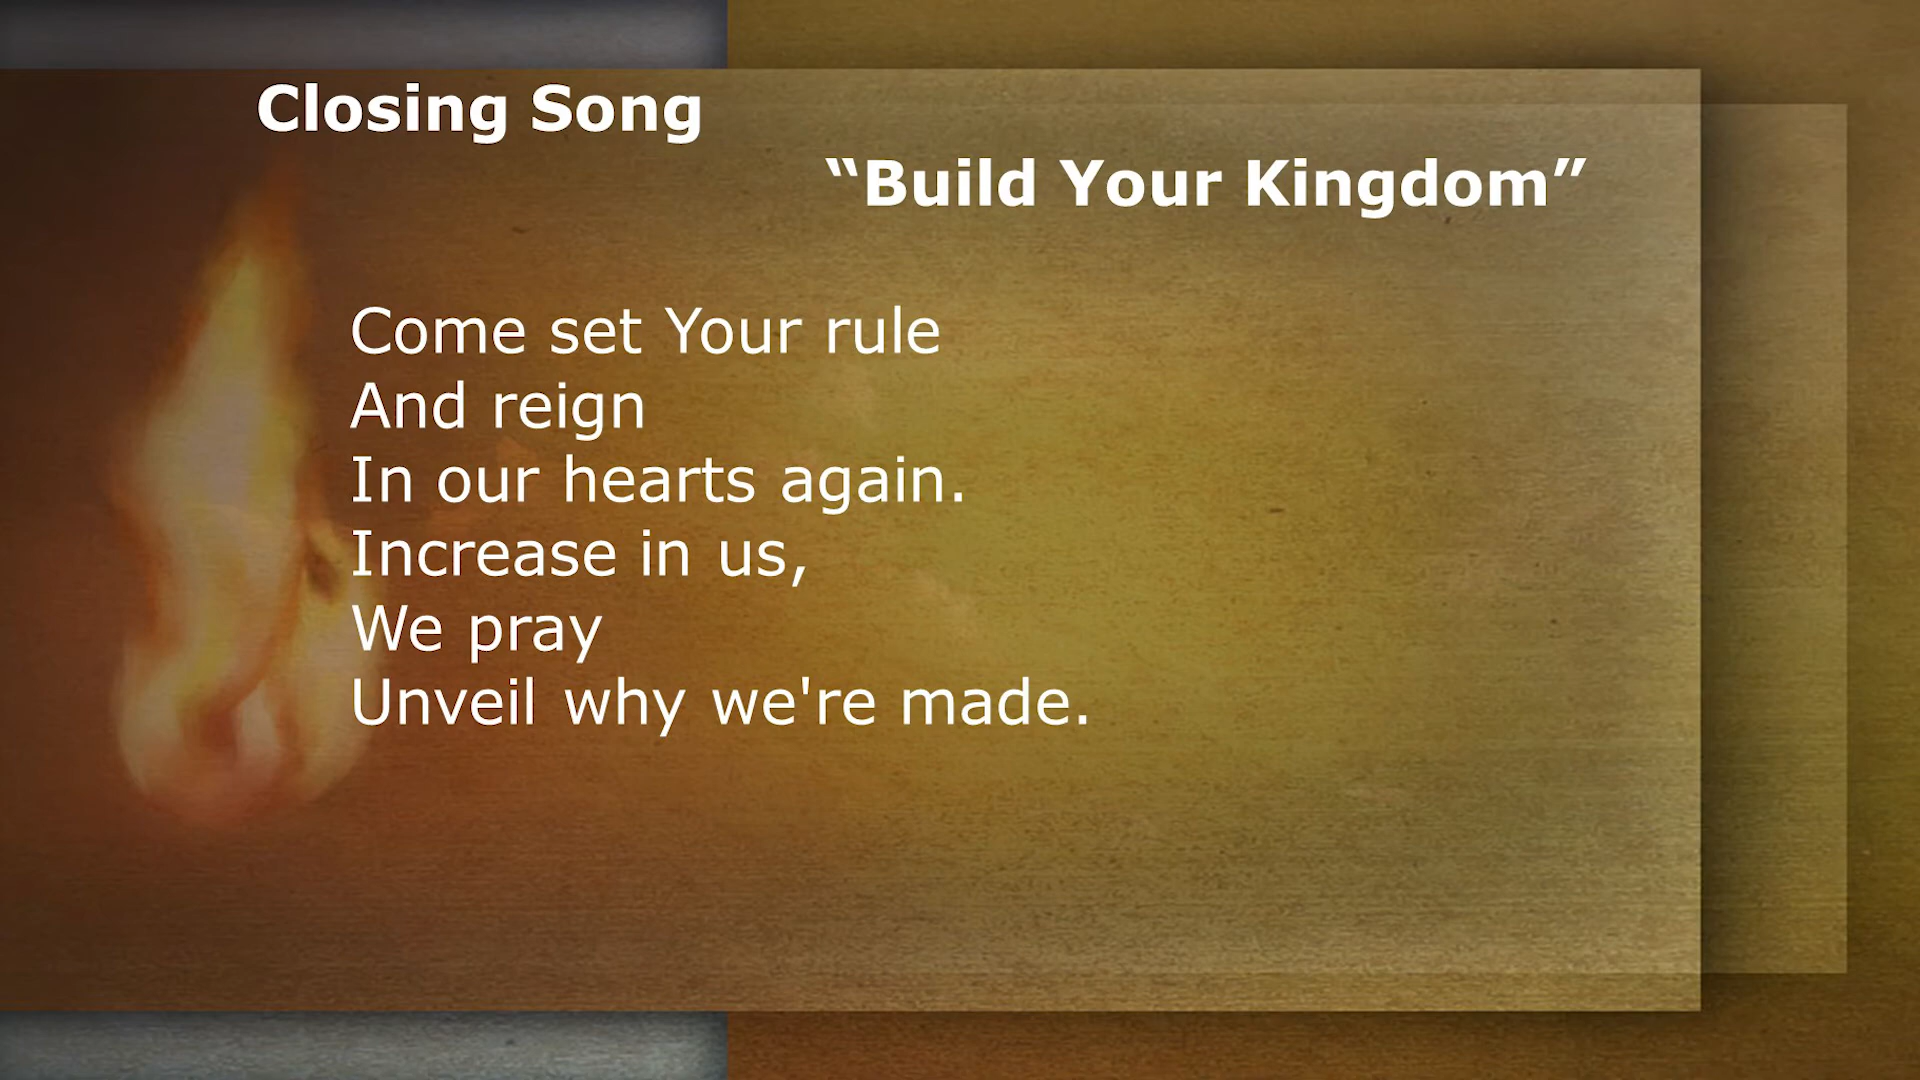 Closing Song
“Build Your Kingdom”
Come set Your rule
And reign
In our hearts again.
Increase in us,
We pray
Unveil why we're made.